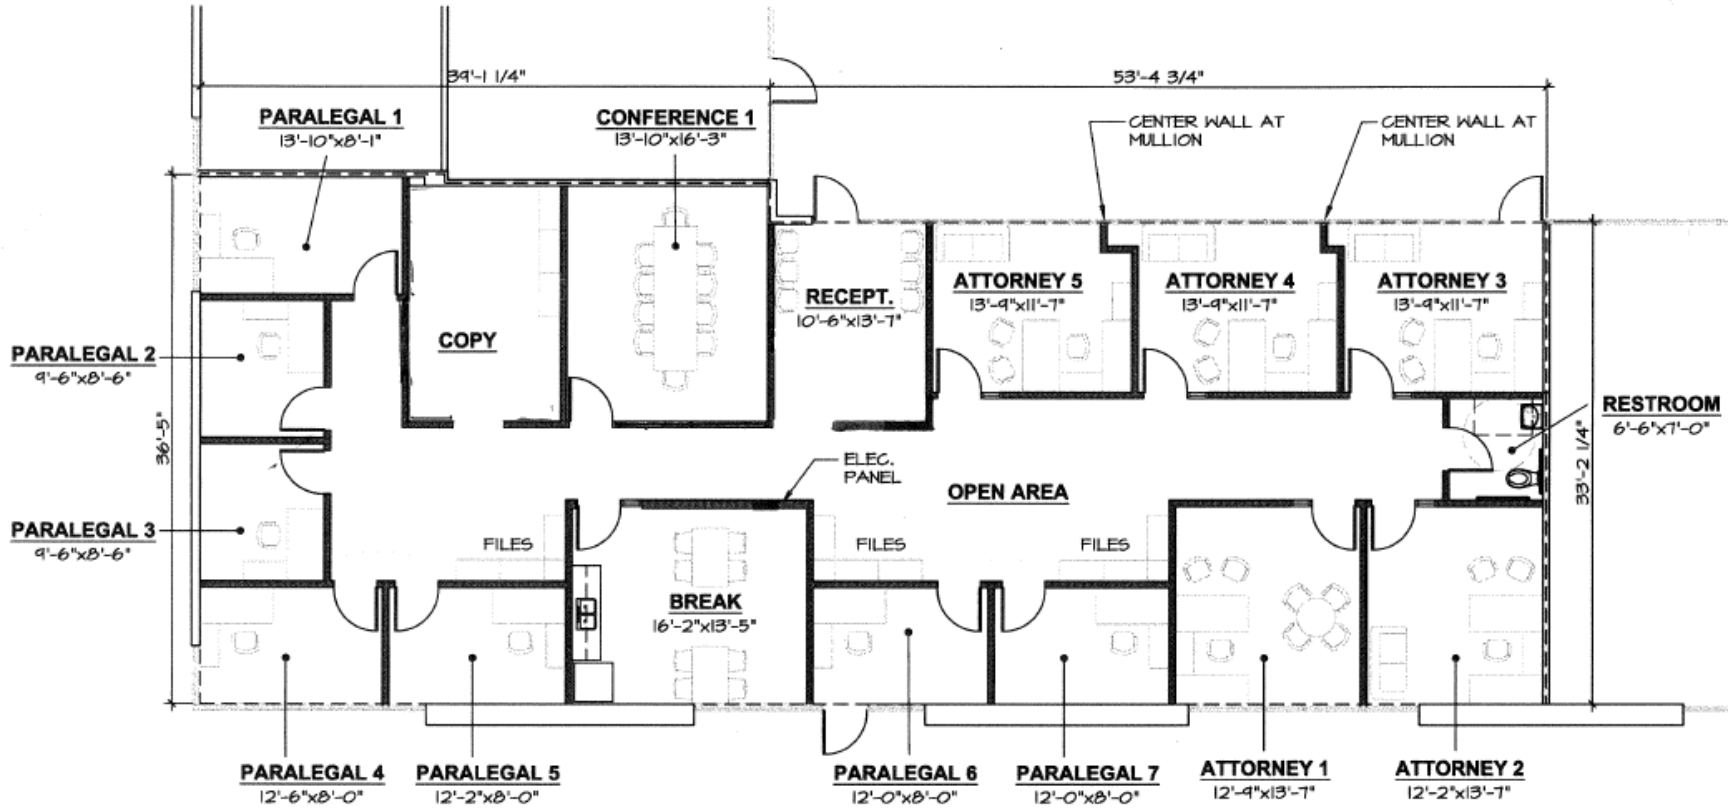 39'-1 1/4"
53'-4 3/4"
PARALEGAL 1
13'-10"x8'-1"
CONFERENCE 1
13'-10"x16'-3"
CENTER WALL AT
MULLION
CENTER WALL AT
MULLION
ATTORNEY 5
13'-9"x11'-7"
ATTORNEY 4
13'-9"x11'-7"
ATTORNEY 3
13'-9"x11'-7"
RECEPT.
10'-6"x13'-7"
COPY
PARALEGAL 2
9'-6"x8'-6"
RESTROOM
6'-6"x7'-0"
36'-5"
33'-2 1/4"
ELEC.
PANEL
OPEN AREA
PARALEGAL 3
9'-6"x8'-6"
FILES
FILES
FILES
BREAK
16'-2"x13'-5"
PARALEGAL 4
12'-6"x8'-0"
PARALEGAL 5
12'-2"x8'-0"
PARALEGAL 6
12'-0"x8'-0"
PARALEGAL 7
12'-0"x8'-0"
ATTORNEY 1
12'-9"x13'-7"
ATTORNEY 2
12'-2"x13'-7"